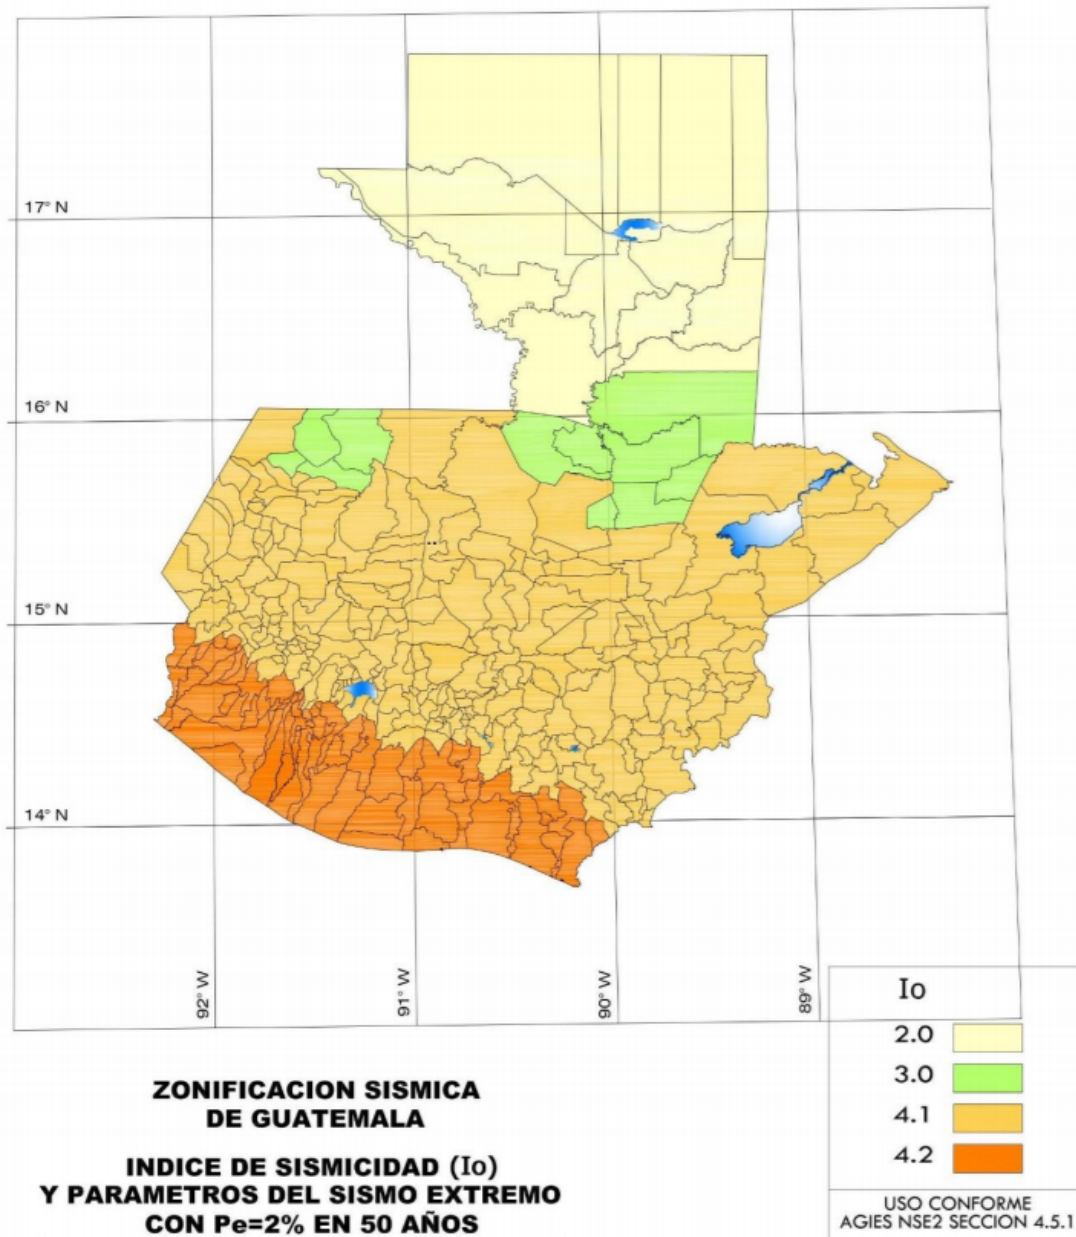 17° N
16° N
15° N
14° N
92° W
91° W
90° W
89° W
Io
2.0
3.0
4.1
4.2
USO CONFORME
AGIES NSE2 SECCION 4.5.1
ZONIFICACION SISMICA
DE GUATEMALA
INDICE DE SISMICIDAD (Io)
Y PARAMETROS DEL SISMO EXTREMO
CON Pe=2% EN 50 AÑOS